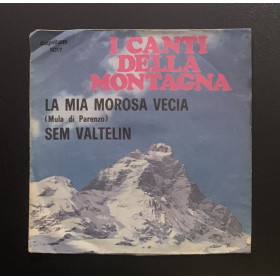 I CANTI
DELLA
MONTAGNA
LA MIA MOROSA VECIA
(Mula di Parenzo)
SEM VALTELIN